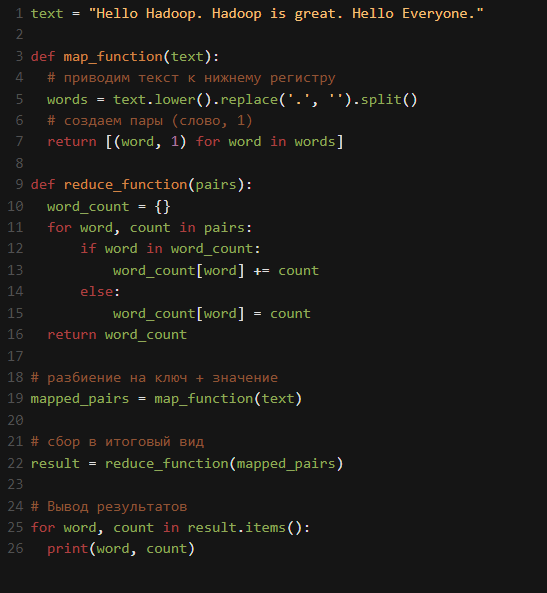 1 text = "Hello Hadoop. Hadoop is great. Hello Everyone."
2
3 def map_function(text):
4   # приводим текст к нижнему регистру
5   words = text.lower().replace('.', '').split()
6   # создаем пары (слово, 1)
7   return [(word, 1) for word in words]
8
9 def reduce_function(pairs):
10   word_count = {}
11   for word, count in pairs:
12       if word in word_count:
13           word_count[word] += count
14       else:
15           word_count[word] = count
16   return word_count
17
18 # разбиение на ключ + значение
19 mapped_pairs = map_function(text)
20
21 # сбор в итоговый вид
22 result = reduce_function(mapped_pairs)
23
24 # Вывод результатов
25 for word, count in result.items():
26   print(word, count)